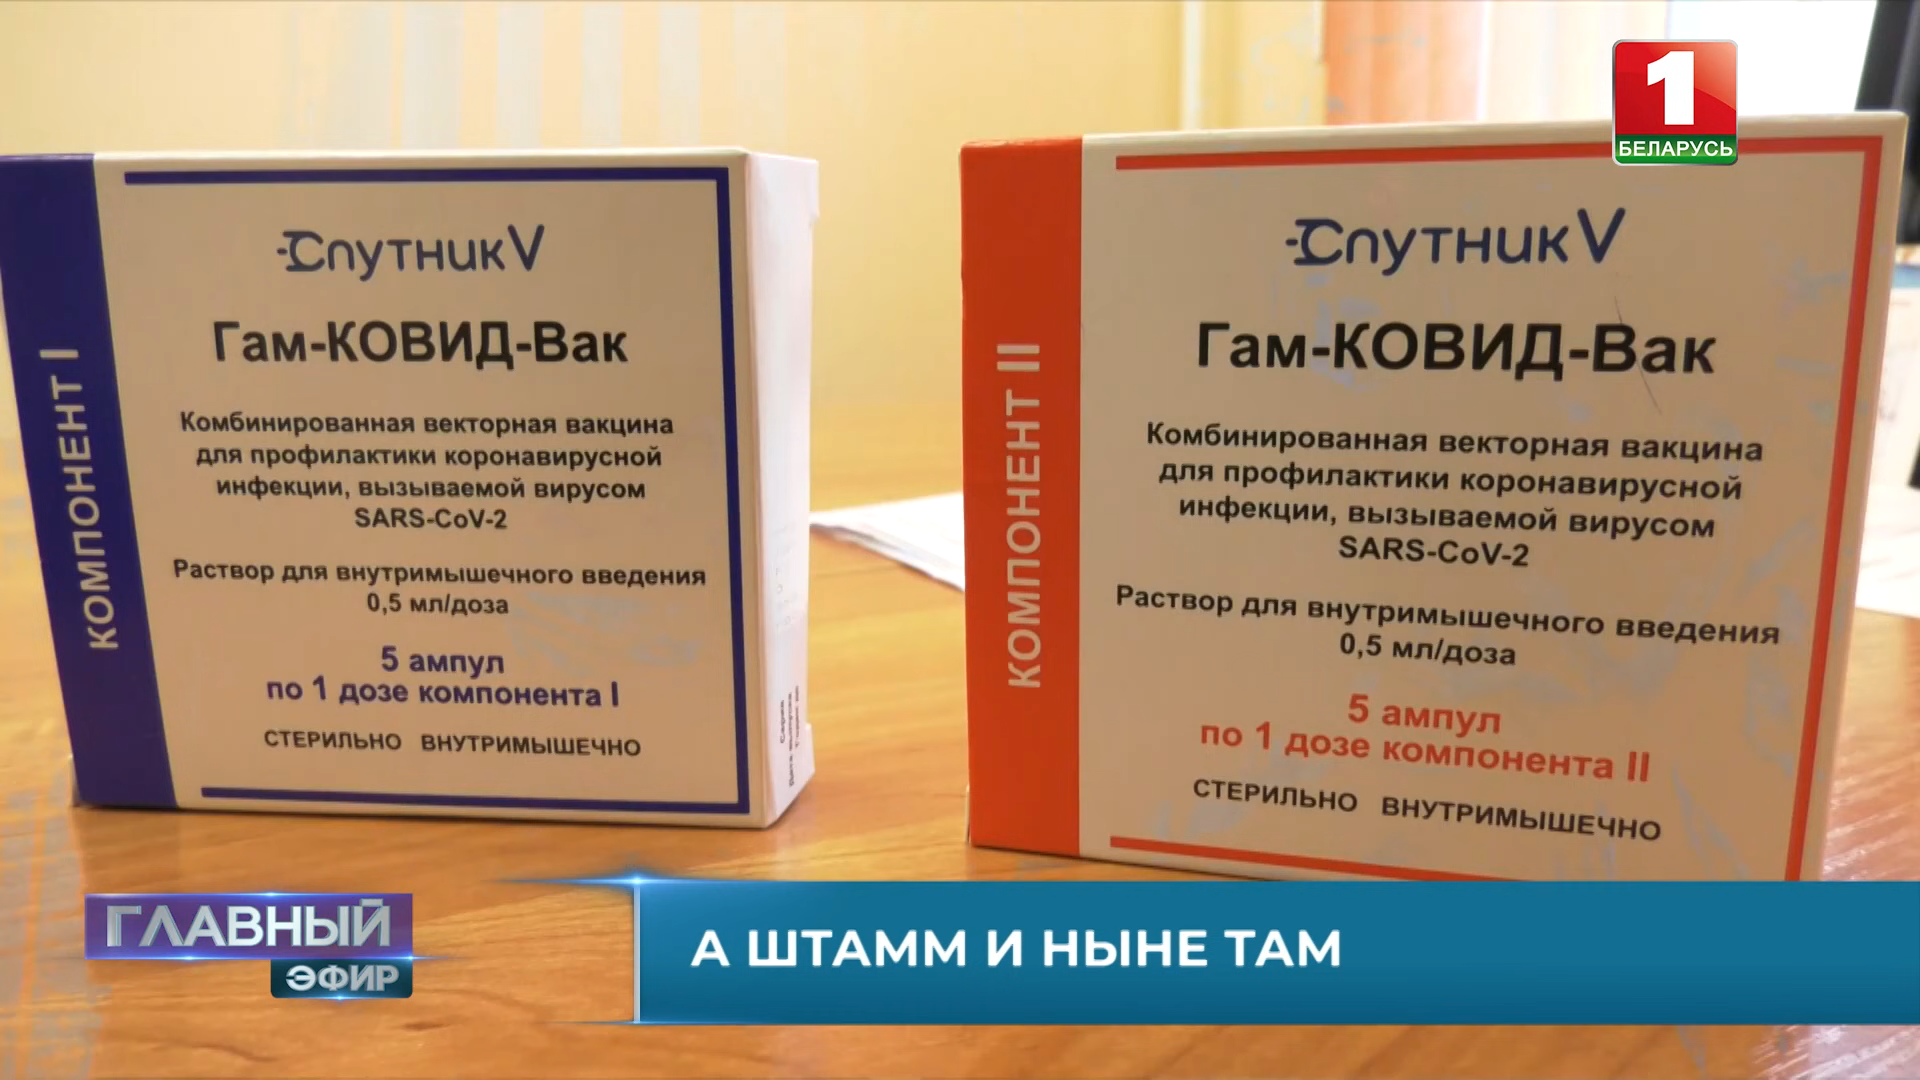 1
БЕЛАРУСЬ
КОМПОНЕНТ I
Спутник V
Гам-КОВИД-Вак
Комбинированная векторная вакцина
для профилактики коронавирусной
инфекции, вызываемой вирусом
SARS-CoV-2
Раствор для внутримышечного введения
0,5 мл/доза
5 ампул
по 1 дозе компонента I
СТЕРИЛЬНО ВНУТРИМЫШЕЧНО
КОМПОНЕНТ II
Спутник V
Гам-КОВИД-Вак
Комбинированная векторная вакцина
для профилактики коронавирусной
инфекции, вызываемой вирусом
SARS-CoV-2
Раствор для внутримышечного введения
0,5 мл/доза
5 ампул
по 1 дозе компонента II
СТЕРИЛЬНО ВНУТРИМЫШЕЧНО
ГЛАВНЫЙ
ЭФИР
А ШТАММ И НЫНЕ ТАМ